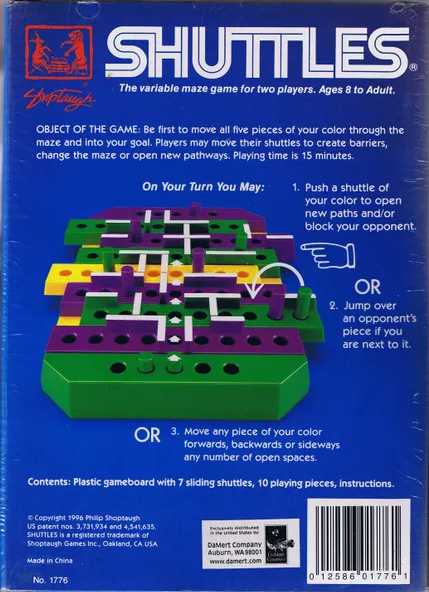 Shoptaugh
SHUTTLES®
The variable maze game for two players. Ages 8 to Adult.
OBJECT OF THE GAME: Be first to move all five pieces of your color through the
maze and into your goal. Players may move their shuttles to create barriers,
change the maze or open new pathways. Playing time is 15 minutes.
On Your Turn You May:
1. Push a shuttle of
your color to open
new paths and/or
block your opponent.
OR
2. Jump over
an opponent's
piece if you
are next to it.
OR 3. Move any piece of your color
forwards, backwards or sideways
any number of open spaces.
Contents: Plastic gameboard with 7 sliding shuttles, 10 playing pieces, instructions.
© Copyright 1996 Philip Shoptaugh
US patent nos. 3,731,934 and 4,541,635.
SHUTTLES is a registered trademark of
Shoptaugh Games Inc., Oakland, CA USA
Made in China
No. 1776
Exclusively distributed
in the United States by:
DaMert Company
Auburn, WA 98001
www.damert.com
0 12586 01776 1